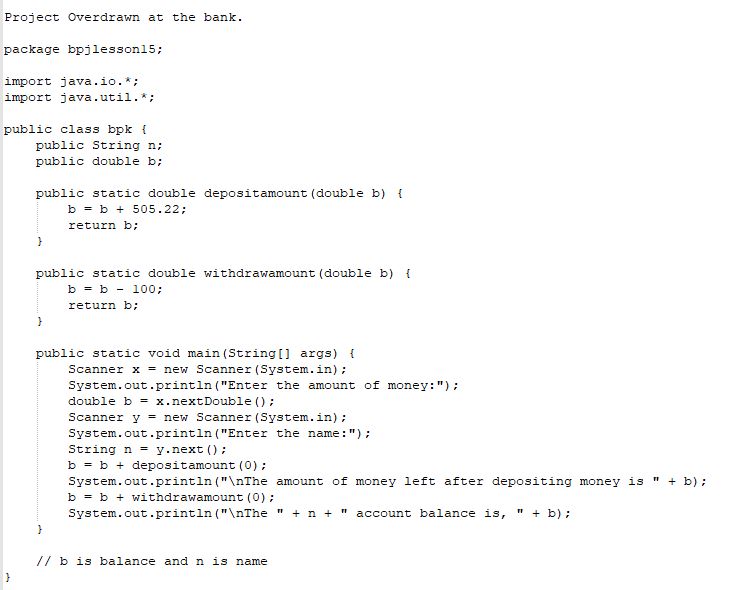 Project Overdrawn at the bank.
package bpjlesson15;
import java.io.*;
import java.util.*;
public class bpk {
public String n;
public double b;
public static double depositamount(double b) {
b = b + 505.22;
return b;
}
public static double withdrawamount(double b) {
b = b - 100;
return b;
}
public static void main(String[] args) {
Scanner x = new Scanner(System.in);
System.out.println("Enter the amount of money:");
double b = x.nextDouble();
Scanner y = new Scanner(System.in);
System.out.println("Enter the name:");
String n = y.next();
b = b + depositamount(0);
System.out.println("\nThe amount of money left after depositing money is " + b);
b = b + withdrawamount(0);
System.out.println("\nThe " + n + " account balance is, " + b);
}
// b is balance and n is name
}